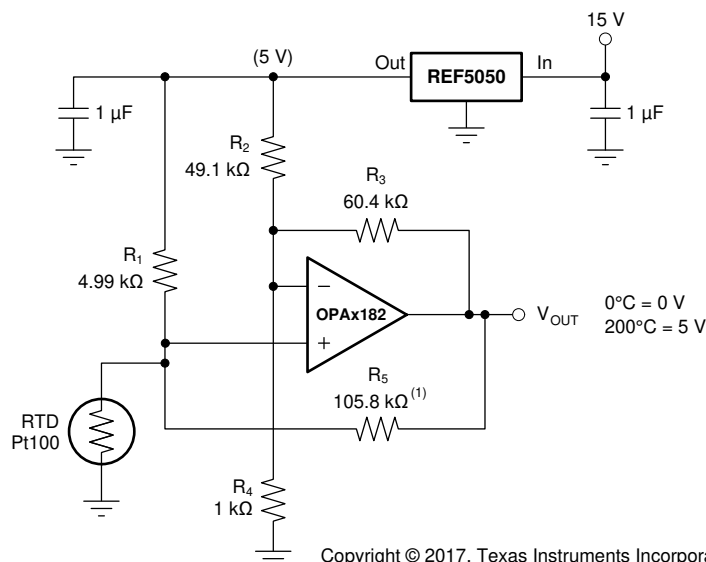 15 V
(5 V)
Out
REF5050
In
1 µF
1 µF
R2
49.1 kΩ
R3
60.4 kΩ
R1
4.99 kΩ
−
OPAx182
+
VOUT
0°C = 0 V
200°C = 5 V
R5
105.8 kΩ(1)
RTD
Pt100
R4
1 kΩ
Copyright © 2017, Texas Instruments Incorpora